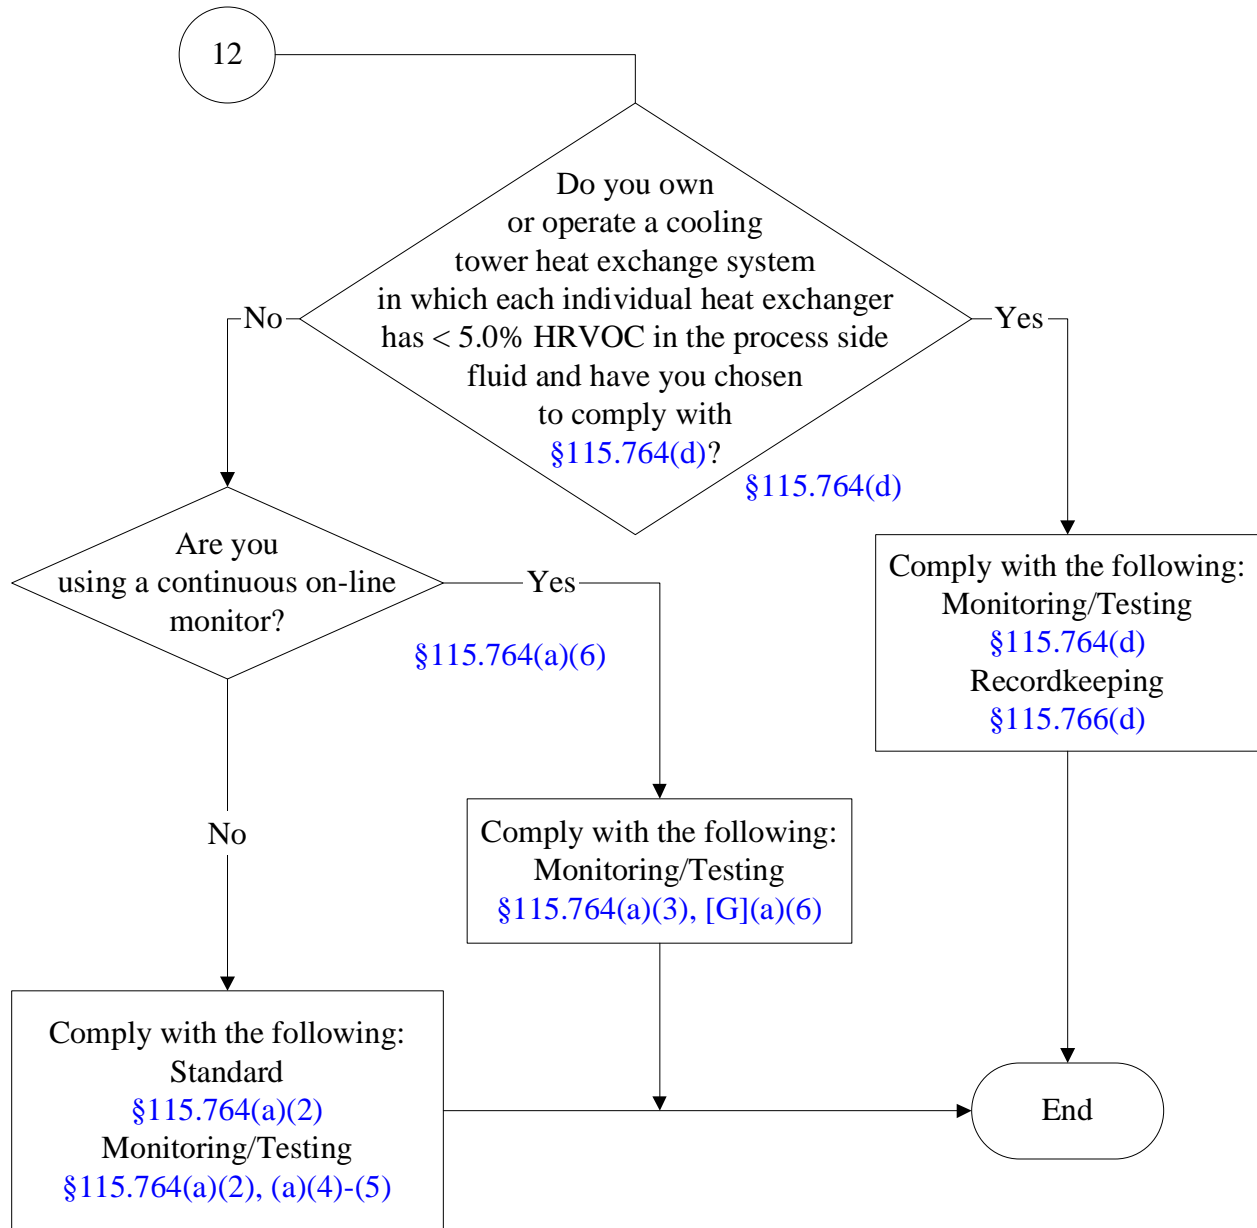 12
Do you own
or operate a cooling
tower heat exchange system
in which each individual heat exchanger
has < 5.0% HRVOC in the process side
fluid and have you chosen
to comply with
§115.764(d)?
§115.764(d)
No
Yes
Are you
using a continuous on-line
monitor?
§115.764(a)(6)
Yes
No
Comply with the following:
Monitoring/Testing
§115.764(d)
Recordkeeping
§115.766(d)
Comply with the following:
Monitoring/Testing
§115.764(a)(3), [G](a)(6)
Comply with the following:
Standard
§115.764(a)(2)
Monitoring/Testing
§115.764(a)(2), (a)(4)-(5)
End